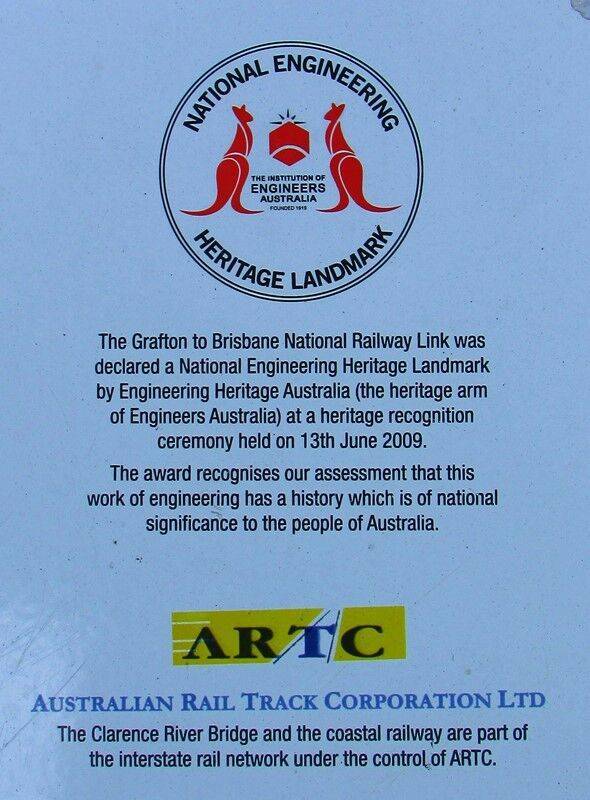 NATIONAL ENGINEERING
THE INSTITUTION OF
ENGINEERS
AUSTRALIA
FOUNDED 1919
HERITAGE LANDMARK
The Grafton to Brisbane National Railway Link was
declared a National Engineering Heritage Landmark
by Engineering Heritage Australia (the heritage arm
of Engineers Australia) at a heritage recognition
ceremony held on 13th June 2009.
The award recognises our assessment that this
work of engineering has a history which is of national
significance to the people of Australia.
ARTC
AUSTRALIAN RAIL TRACK CORPORATION LTD
The Clarence River Bridge and the coastal railway are part of
the interstate rail network under the control of ARTC.